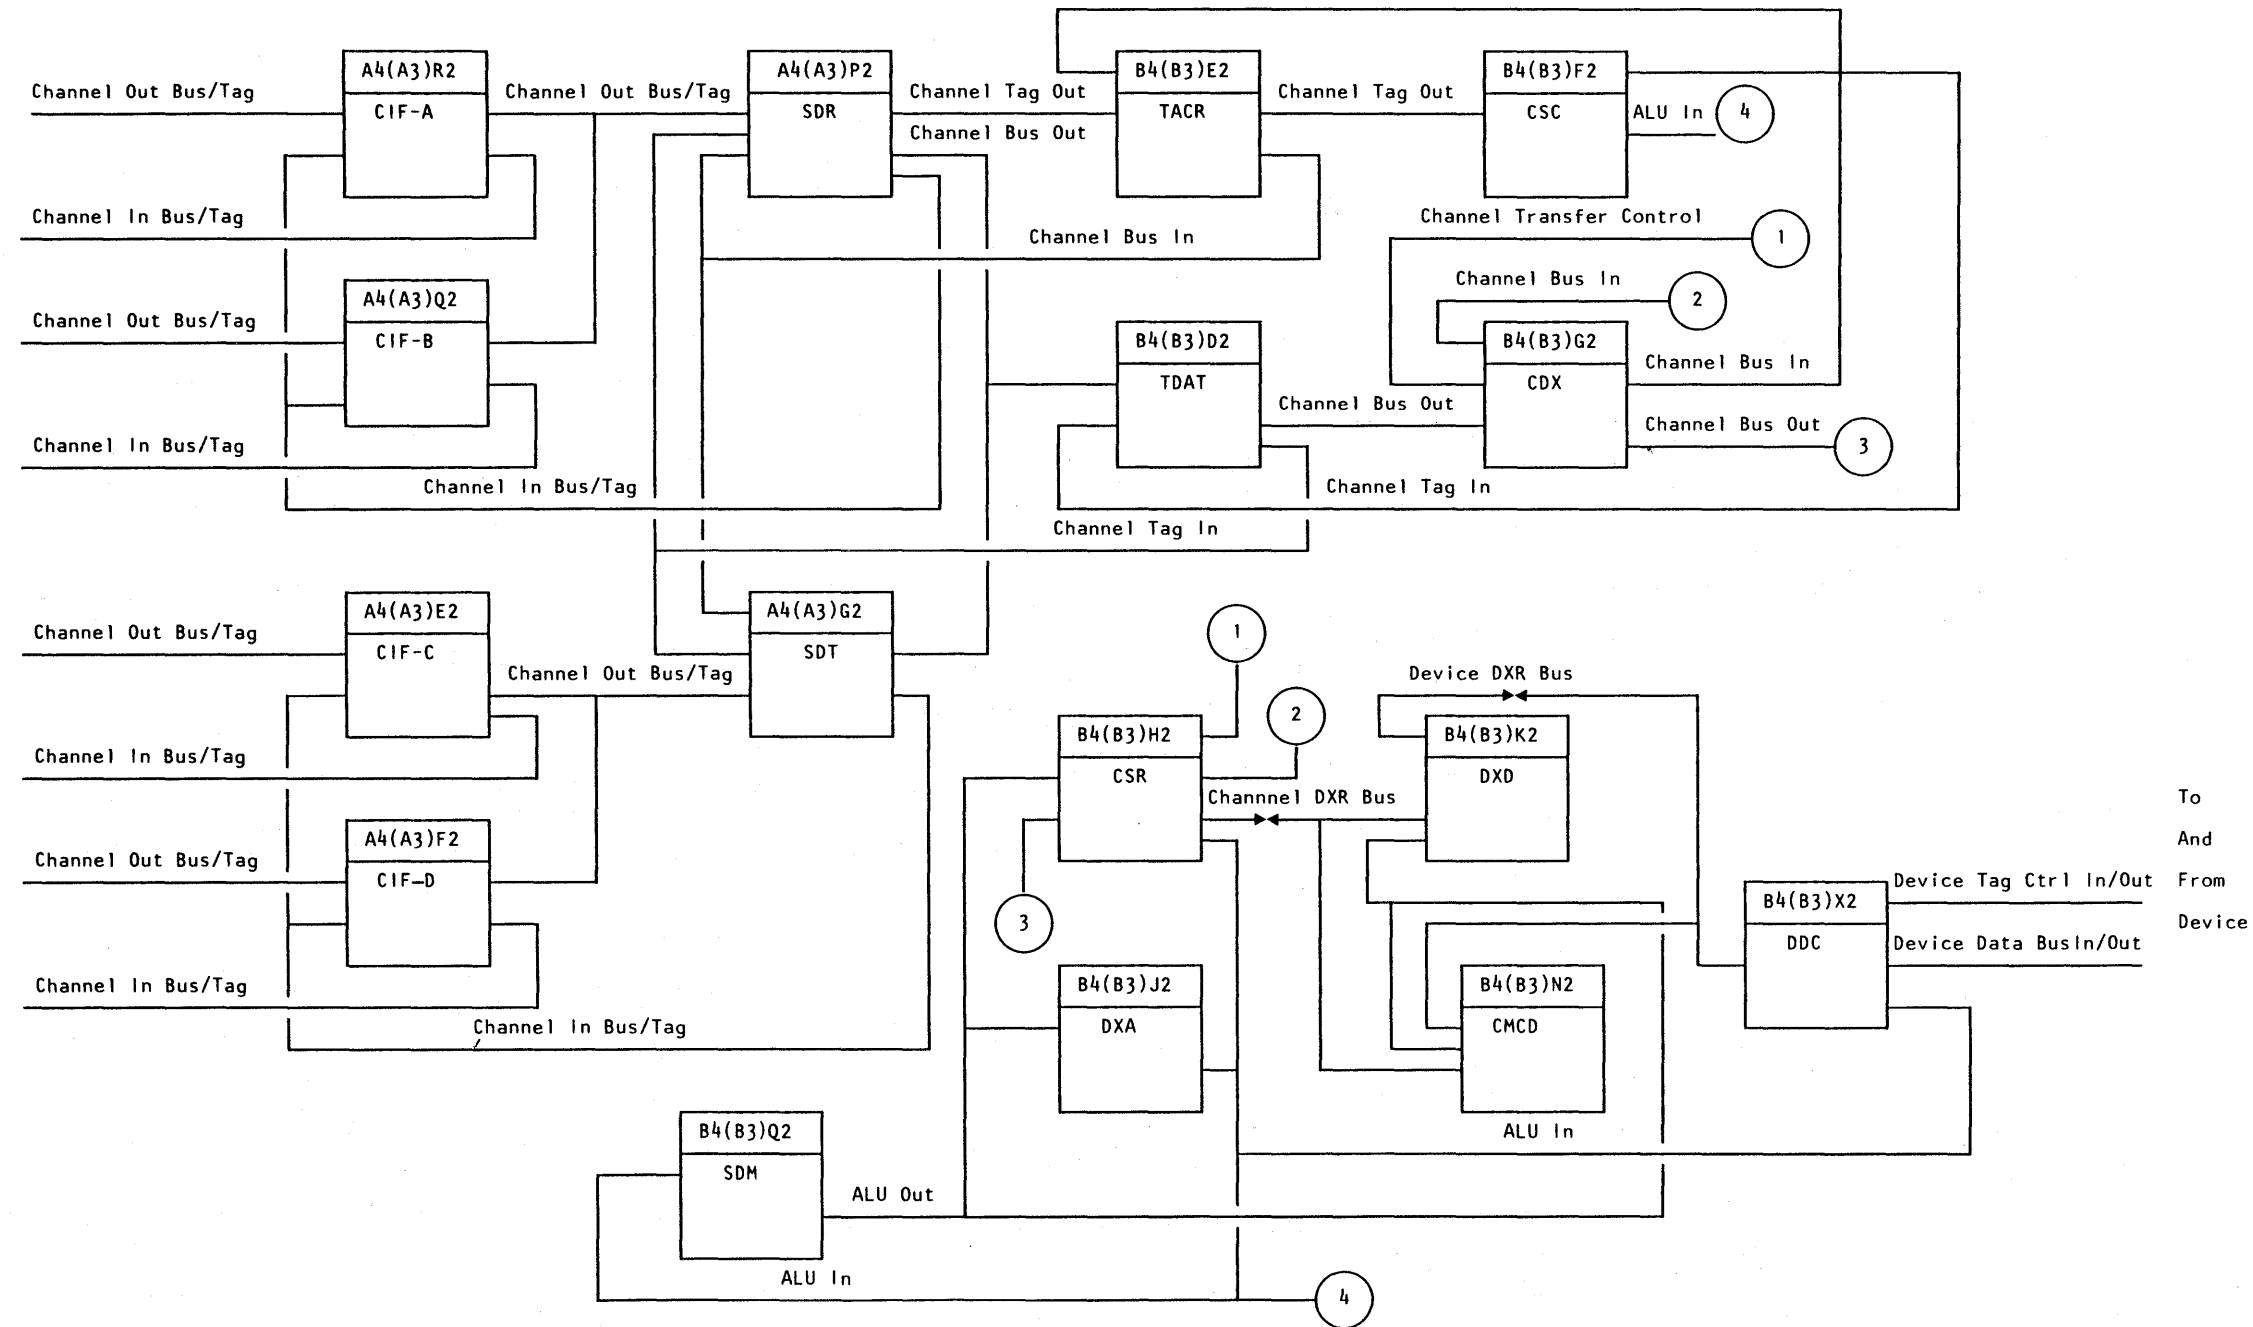 A4(A3)R2
CIF-A
Channel Out Bus/Tag
Channel Out Bus/Tag
Channel In Bus/Tag
A4(A3)P2
SDR
Channel Tag Out
Channel Bus Out
B4(B3)E2
TACR
Channel Tag Out
B4(B3)F2
CSC
ALU In
4
Channel Bus In
Channel Transfer Control
1
Channel Bus In
2
A4(A3)Q2
CIF-B
Channel Out Bus/Tag
Channel In Bus/Tag
Channel In Bus/Tag
B4(B3)D2
TDAT
Channel Bus Out
B4(B3)G2
CDX
Channel Bus In
Channel Bus Out
3
Channel Tag In
Channel Tag In
A4(A3)E2
CIF-C
Channel Out Bus/Tag
Channel Out Bus/Tag
Channel In Bus/Tag
A4(A3)G2
SDT
1
2
B4(B3)H2
CSR
Channnel DXR Bus
3
Device DXR Bus
B4(B3)K2
DXD
A4(A3)F2
CIF-D
Channel Out Bus/Tag
Channel In Bus/Tag
Channel In Bus/Tag
B4(B3)J2
DXA
B4(B3)N2
CMCD
ALU In
B4(B3)X2
DDC
Device Tag Ctrl In/Out
Device Data BusIn/Out
To
And
From
Device
B4(B3)Q2
SDM
ALU Out
ALU In
4